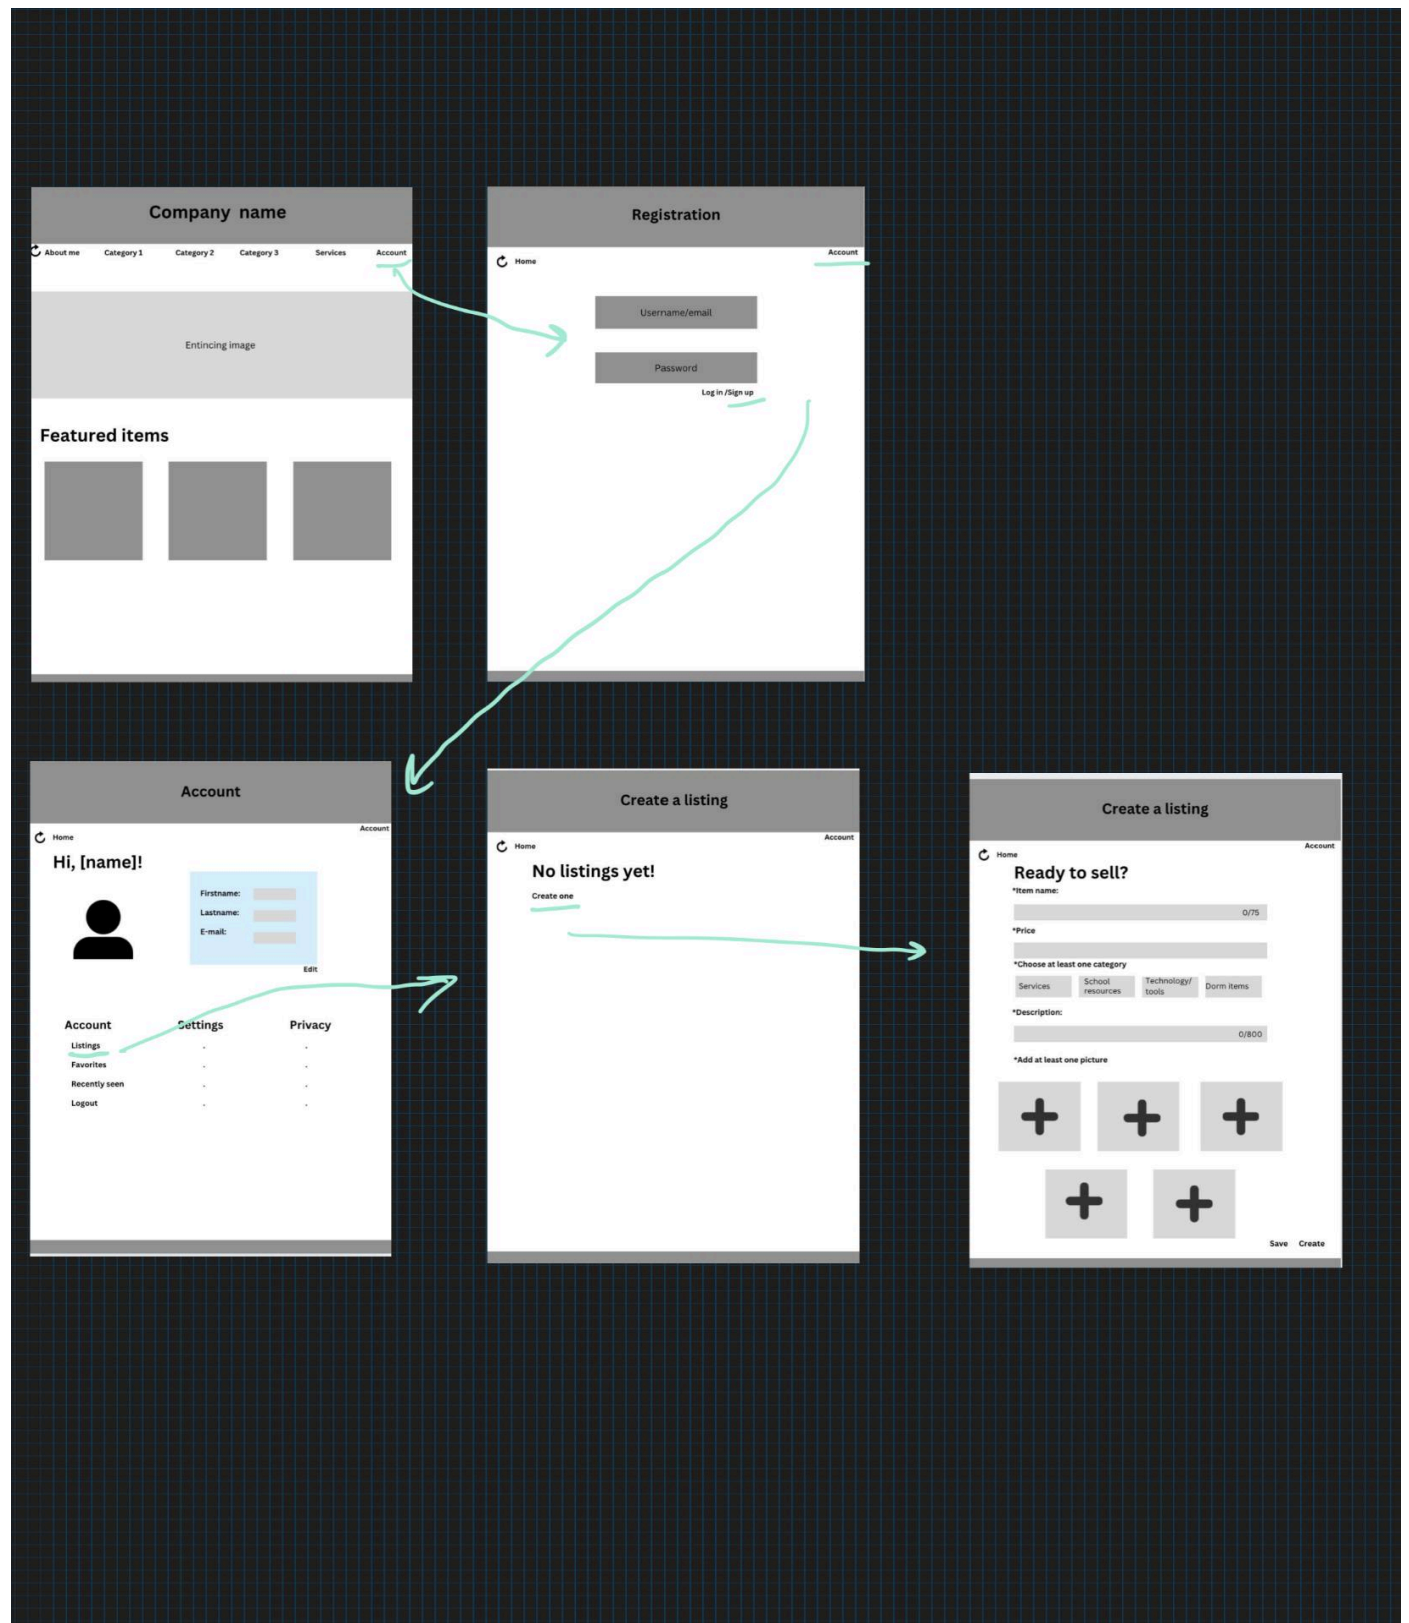 Company name
About me Category 1 Category 2 Category 3 Services Account
Entincing image
Featured items
Registration
Account
Home
Username/email
Password
Log in /Sign up
Account
Account
Home
Hi, [name]!
Firstname:
Lastname:
E-mail:
Edit
Account Settings Privacy
Listings
Favorites
Recently seen
Logout
Create a listing
Account
Home
No listings yet!
Create one
Create a listing
Account
Home
Ready to sell?
*Item name:
0/75
*Price
*Choose at least one category
Services School resources Technology/ tools Dorm items
*Description:
0/800
*Add at least one picture
Save Create